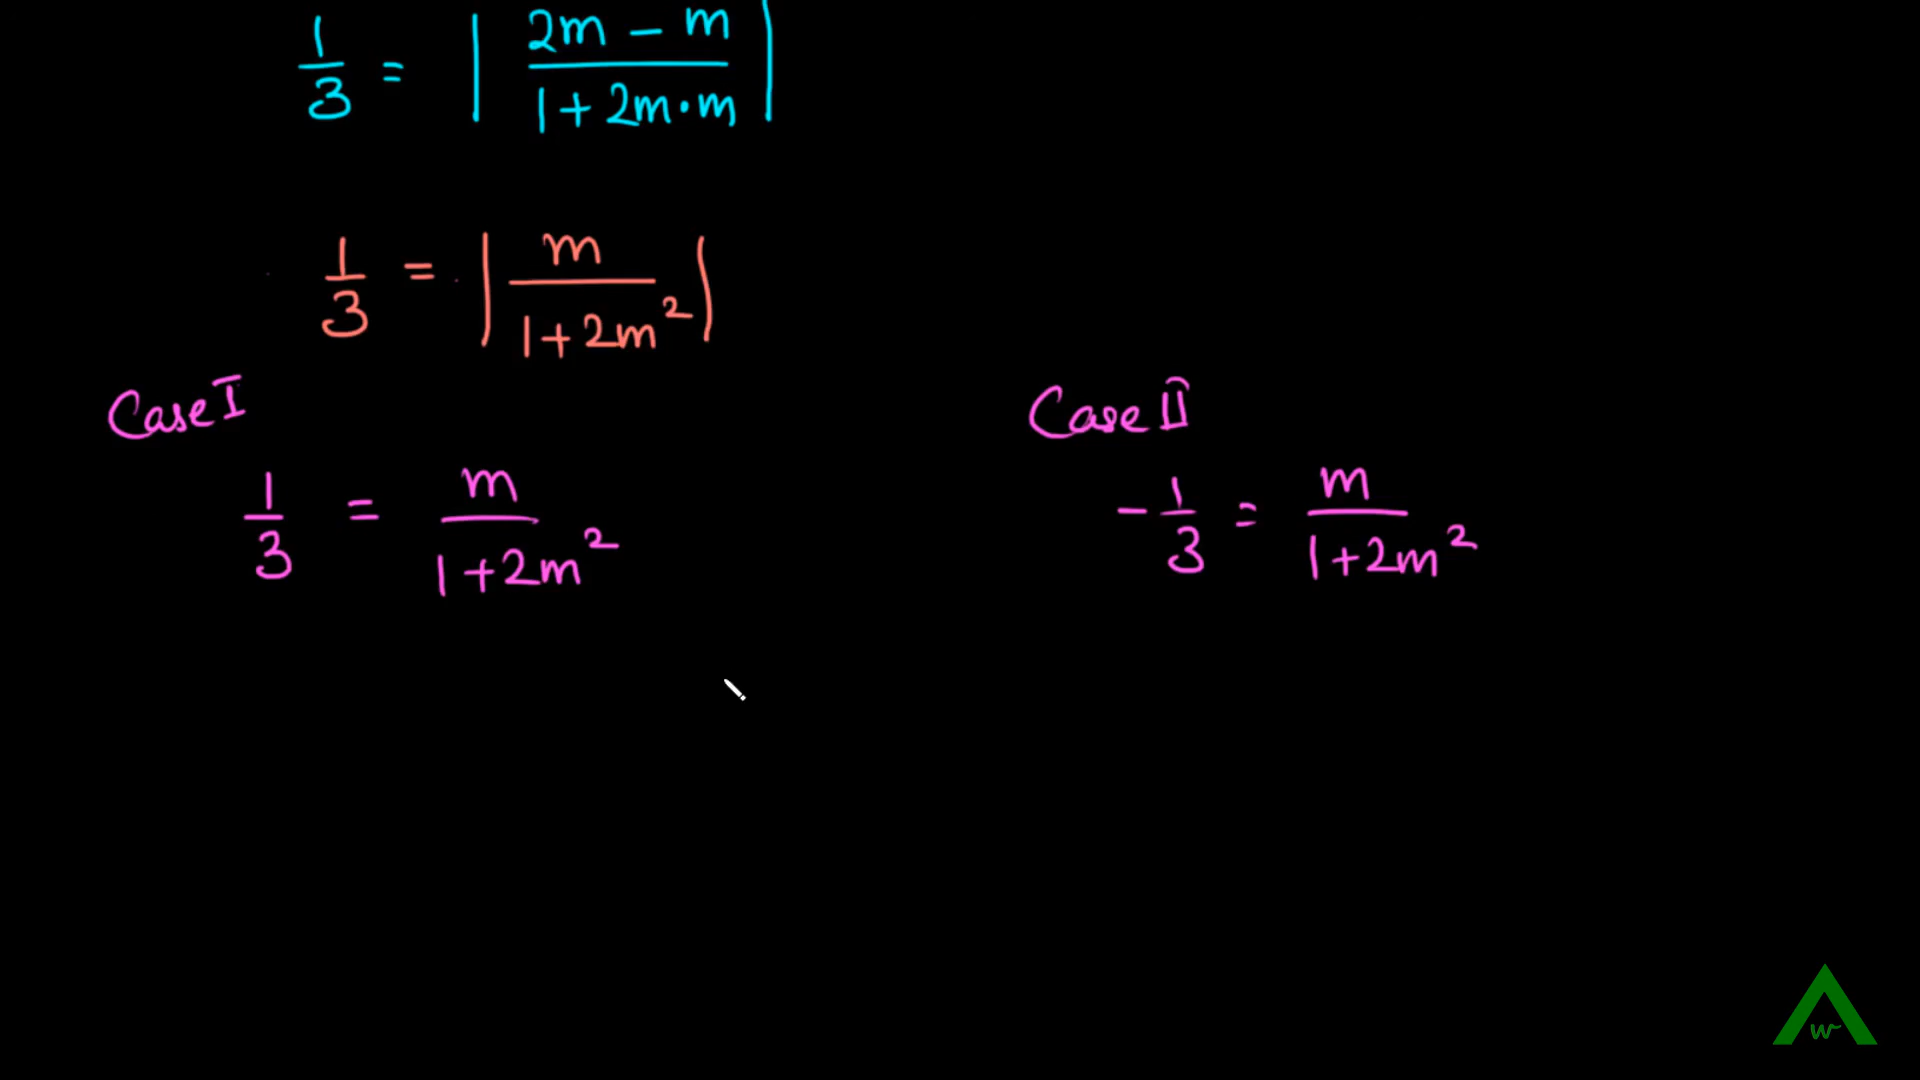 1/3 = | (2m - m)/(1 + 2m·m) |
1/3 = | m/(1 + 2m²) |
Case I
1/3 = m/(1 + 2m²)
Case II
-1/3 = m/(1 + 2m²)
w